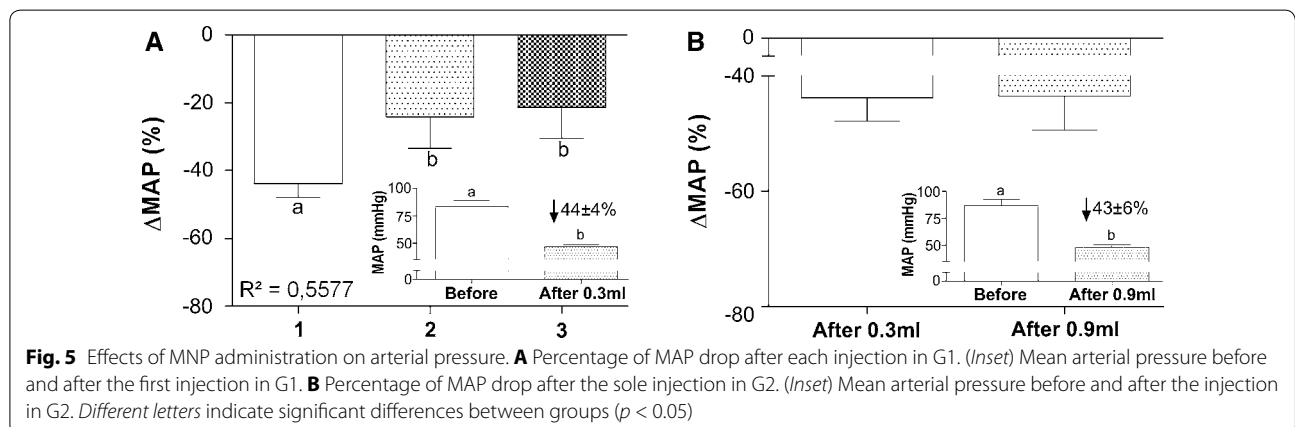 A
0
-20
-40
-60
-80
ΔMAP (%)
a
b
b
R² = 0,5577
1
2
3
MAP (mmHg)
100
75
50
0
a
44±4%
b
Before
After 0.3ml
B
0
-40
-60
-80
ΔMAP (%)
After 0.3ml
After 0.9ml
MAP (mmHg)
100
75
50
0
a
43±6%
b
Before
After 0.9ml
Fig. 5 Effects of MNP administration on arterial pressure. A Percentage of MAP drop after each injection in G1. (Inset) Mean arterial pressure before
and after the first injection in G1. B Percentage of MAP drop after the sole injection in G2. (Inset) Mean arterial pressure before and after the injection
in G2. Different letters indicate significant differences between groups (p < 0.05)